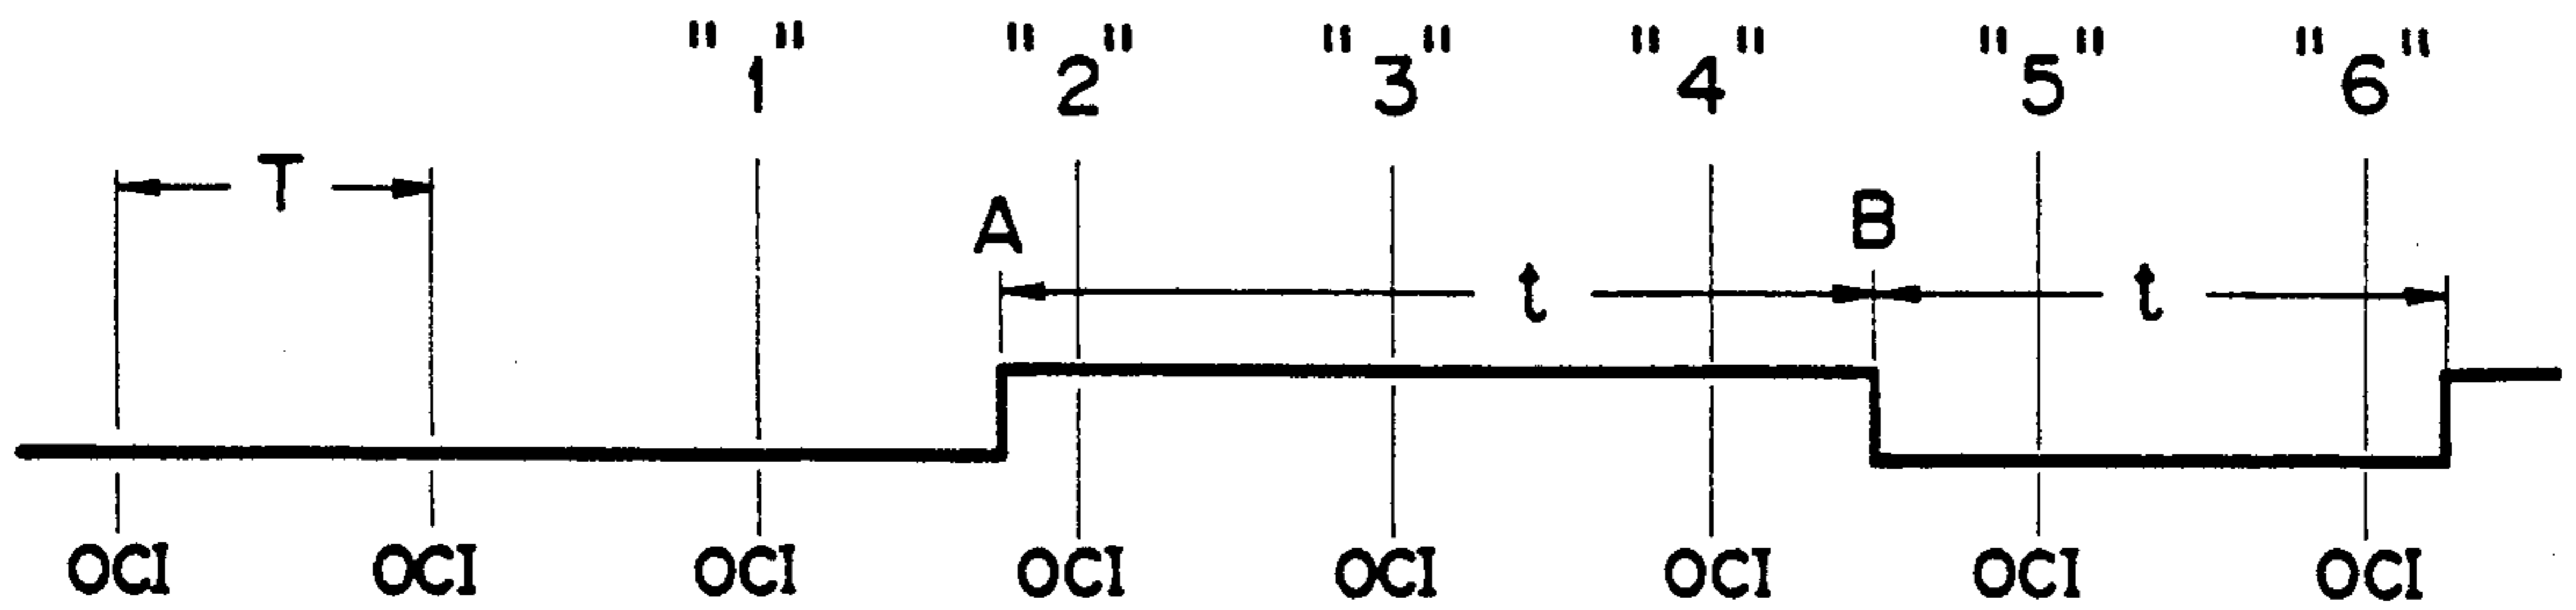 "1" "2" "3" "4" "5" "6"
T
A B
t t
OCI OCI OCI OCI OCI OCI OCI OCI